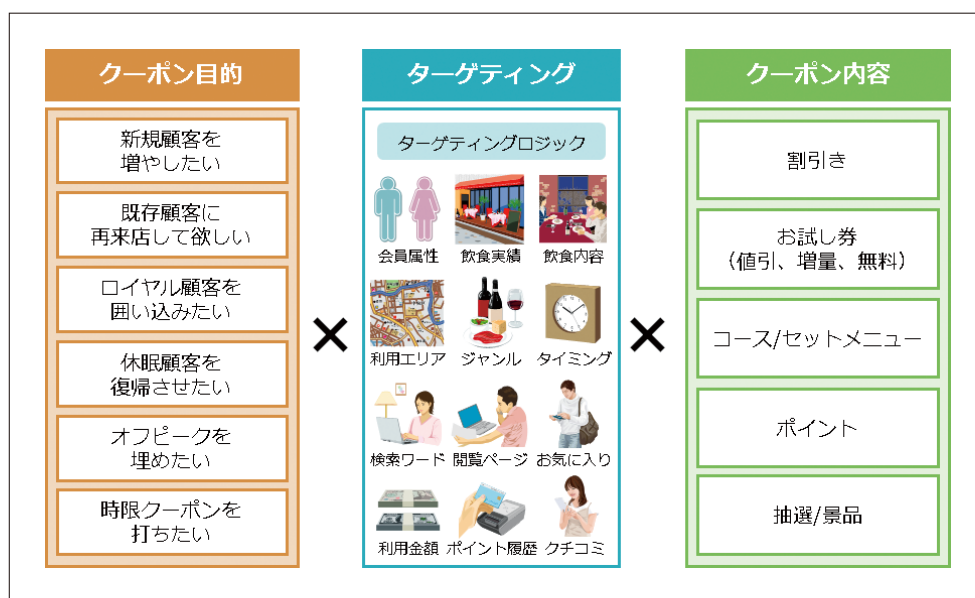 クーポン目的
新規顧客を
増やしたい
既存顧客に
再来店して欲しい
ロイヤル顧客を
囲い込みたい
休眠顧客を
復帰させたい
オフピークを
埋めたい
時限クーポンを
打ちたい
×
ターゲティング
ターゲティングロジック
会員属性
飲食実績
飲食内容
利用エリア
ジャンル
タイミング
検索ワード
閲覧ページ
お気に入り
利用金額
ポイント履歴
クチコミ
×
クーポン内容
割引き
お試し券
（値引、増量、無料）
コース/セットメニュー
ポイント
抽選/景品